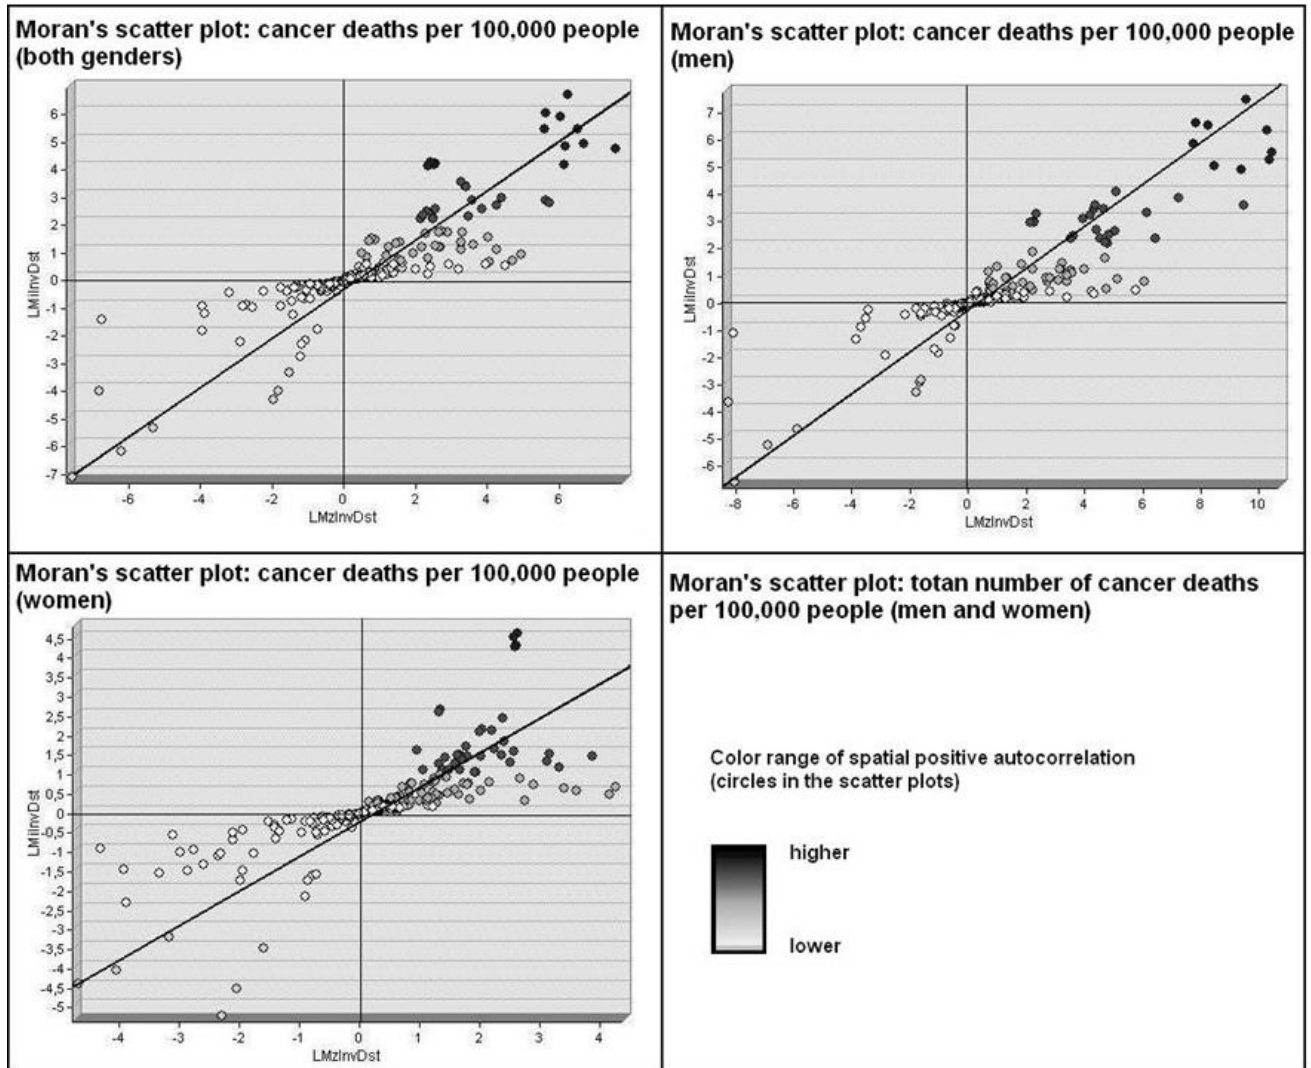 Moran's scatter plot: cancer deaths per 100,000 people
(both genders)
6
5
4
3
2
1
0
-1
-2
-3
-4
-5
-6
-7
LMiInvDst
-6 -4 -2 0 2 4 6
LMzInvDst
Moran's scatter plot: cancer deaths per 100,000 people
(men)
7
6
5
4
3
2
1
0
-1
-2
-3
-4
-5
-6
LMiInvDst
-8 -6 -4 -2 0 2 4 6 8 10
LMzInvDst
Moran's scatter plot: cancer deaths per 100,000 people
(women)
4,5
4
3,5
3
2,5
2
1,5
1
0,5
0
-0,5
-1
-1,5
-2
-2,5
-3
-3,5
-4
-4,5
-5
LMiInvDst
-4 -3 -2 -1 0 1 2 3 4
LMzInvDst
Moran's scatter plot: totan number of cancer deaths
per 100,000 people (men and women)
Color range of spatial positive autocorrelation
(circles in the scatter plots)
higher
lower